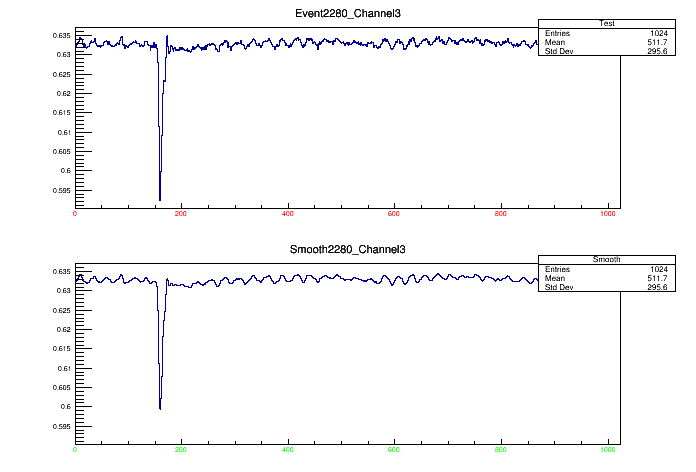 Event2280_Channel3
Test
Entries 1024
Mean 511.7
Std Dev 295.6
0.635
0.63
0.625
0.62
0.615
0.61
0.605
0.6
0.595
0 200 400 600 800 1000
Smooth2280_Channel3
Smooth
Entries 1024
Mean 511.7
Std Dev 295.6
0.635
0.63
0.625
0.62
0.615
0.61
0.605
0.6
0.595
0 200 400 600 800 1000